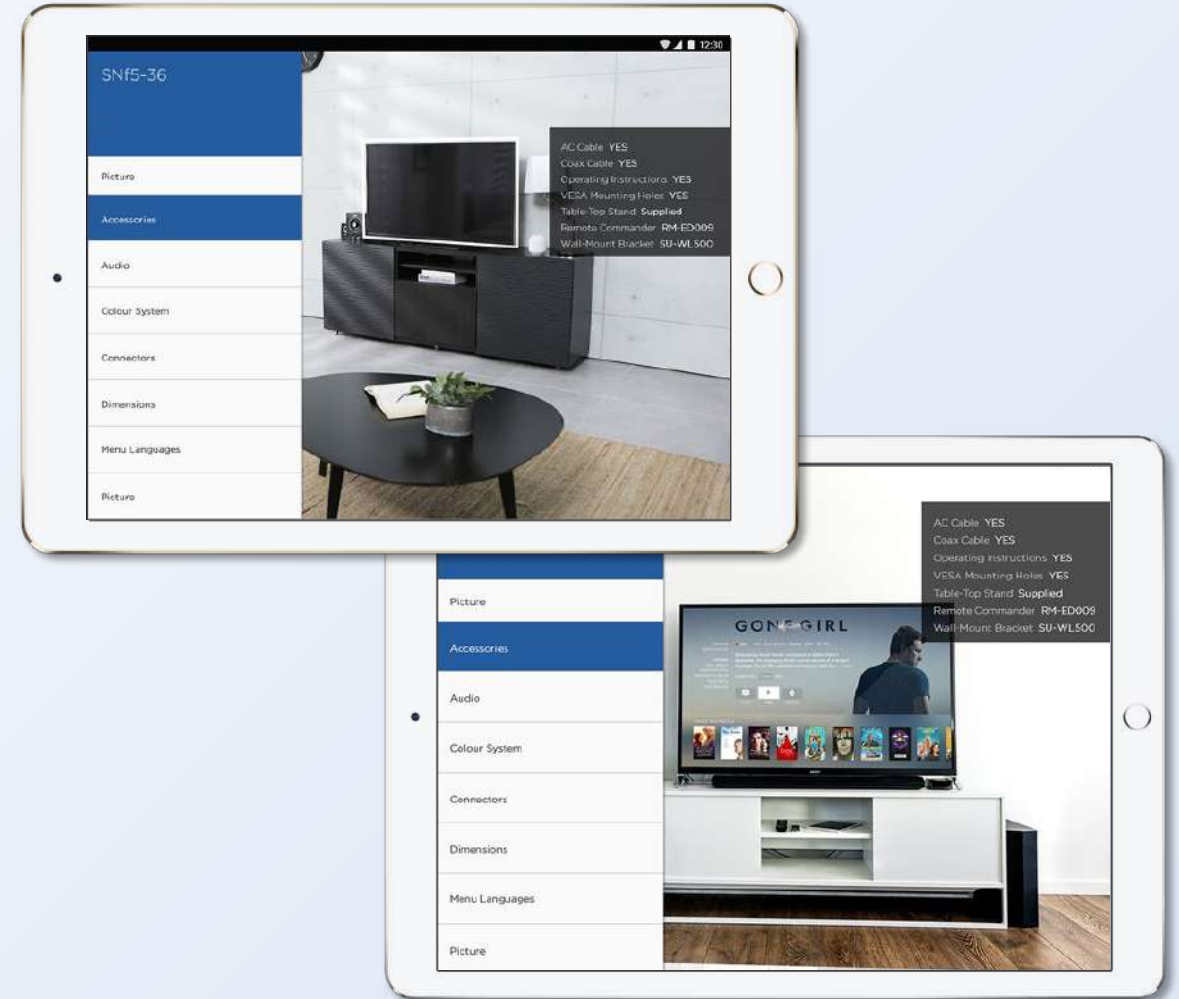 12:30
SNf5-36
Picture
Accessories
Audio
Colour System
Connectors
Dimensions
Menu Languages
Picture
AC Cable YES
Coax Cable YES
Operating Instructions YES
VESA Mounting Holes YES
Table-Top Stand Supplied
Remote Commander RM-ED009
Wall-Mount Bracket SU-WL500
Picture
Accessories
Audio
Colour System
Connectors
Dimensions
Menu Languages
Picture
AC Cable YES
Coax Cable YES
Operating Instructions YES
VESA Mounting Holes YES
Table-Top Stand Supplied
Remote Commander RM-ED009
Wall-Mount Bracket SU-WL500
GONE GIRL